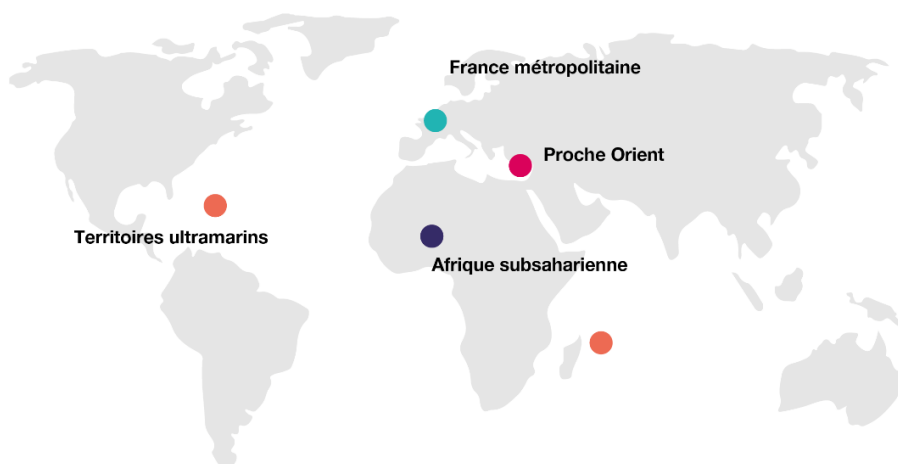 France métropolitaine
Proche Orient
Territoires ultramarins
Afrique subsaharienne